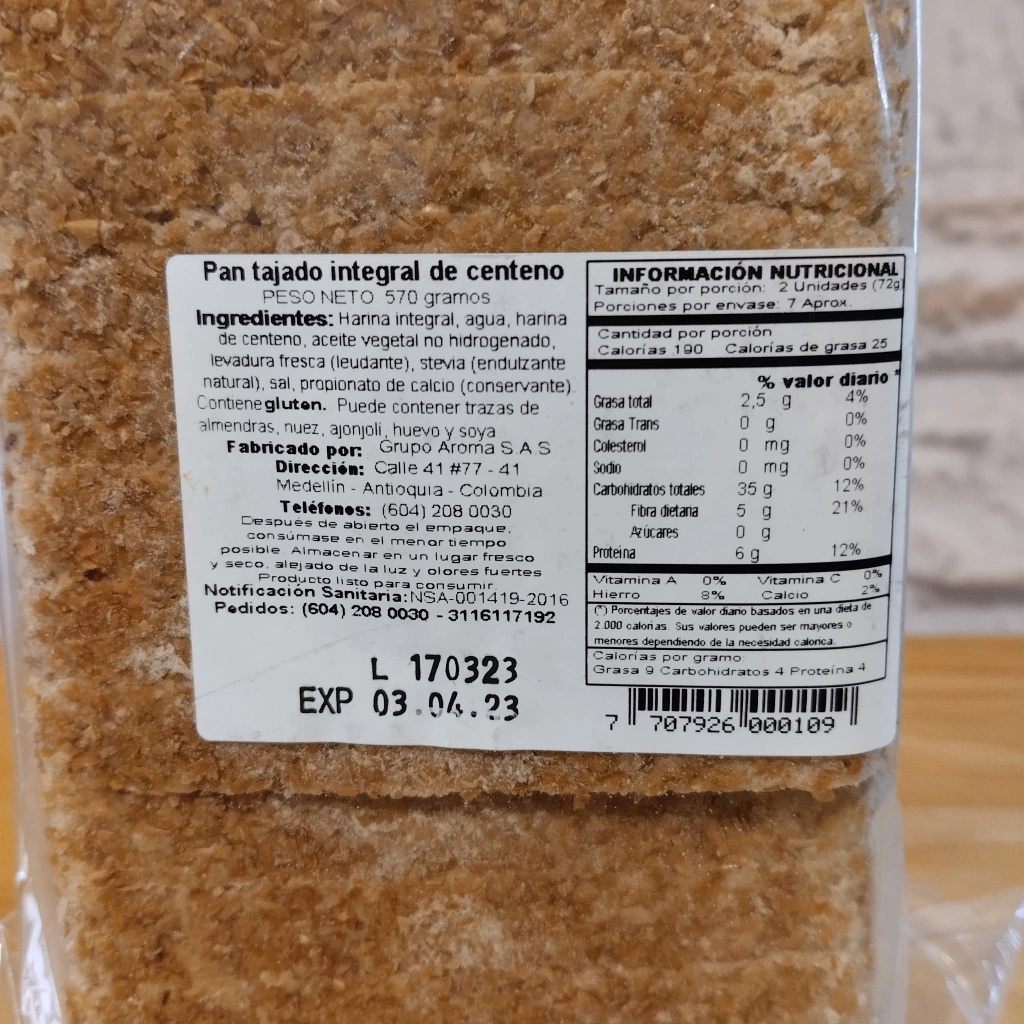 Pan tajado integral de centeno
PESO NETO 570 gramos
Ingredientes: Harina integral, agua, harina
de centeno, aceite vegetal no hidrogenado,
levadura fresca (leudante), stevia (endulzante
natural), sal, propionato de calcio (conservante).
Contiene gluten. Puede contener trazas de
almendras, nuez, ajonjoli, huevo y soya
Fabricado por: Grupo Aroma S.A.S
Dirección: Calle 41 #77 - 41
Medellín - Antioquia - Colombia
Teléfonos: (604) 208 0030
Después de abierto el empaque,
consúmase en el menor tiempo
posible. Almacenar en un lugar fresco
y seco, alejado de la luz y olores fuertes
Producto listo para consumir.
Notificación Sanitaria: NSA-001419-2016
Pedidos: (604) 208 0030 - 3116117192
L 170323
EXP 03.04.23
INFORMACIÓN NUTRICIONAL
Tamaño por porción: 2 Unidades (72g)
Porciones por envase: 7 Aprox.
Cantidad por porción
Calorías 190 Calorías de grasa 25
% valor diario *
Grasa total 2,5 g 4%
Grasa Trans 0 g 0%
Colesterol 0 mg 0%
Sodio 0 mg 0%
Carbohidratos totales 35 g 12%
Fibra dietaria 5 g 21%
Azúcares 0 g
Proteína 6 g 12%
Vitamina A 0% Vitamina C 0%
Hierro 8% Calcio 2%
(*) Porcentajes de valor diario basados en una dieta de
2.000 calorias. Sus valores pueden ser mayores o
menores dependiendo de la necesidad calorica.
Calorías por gramo:
Grasa 9 Carbohidratos 4 Proteína 4
7 707926 000109